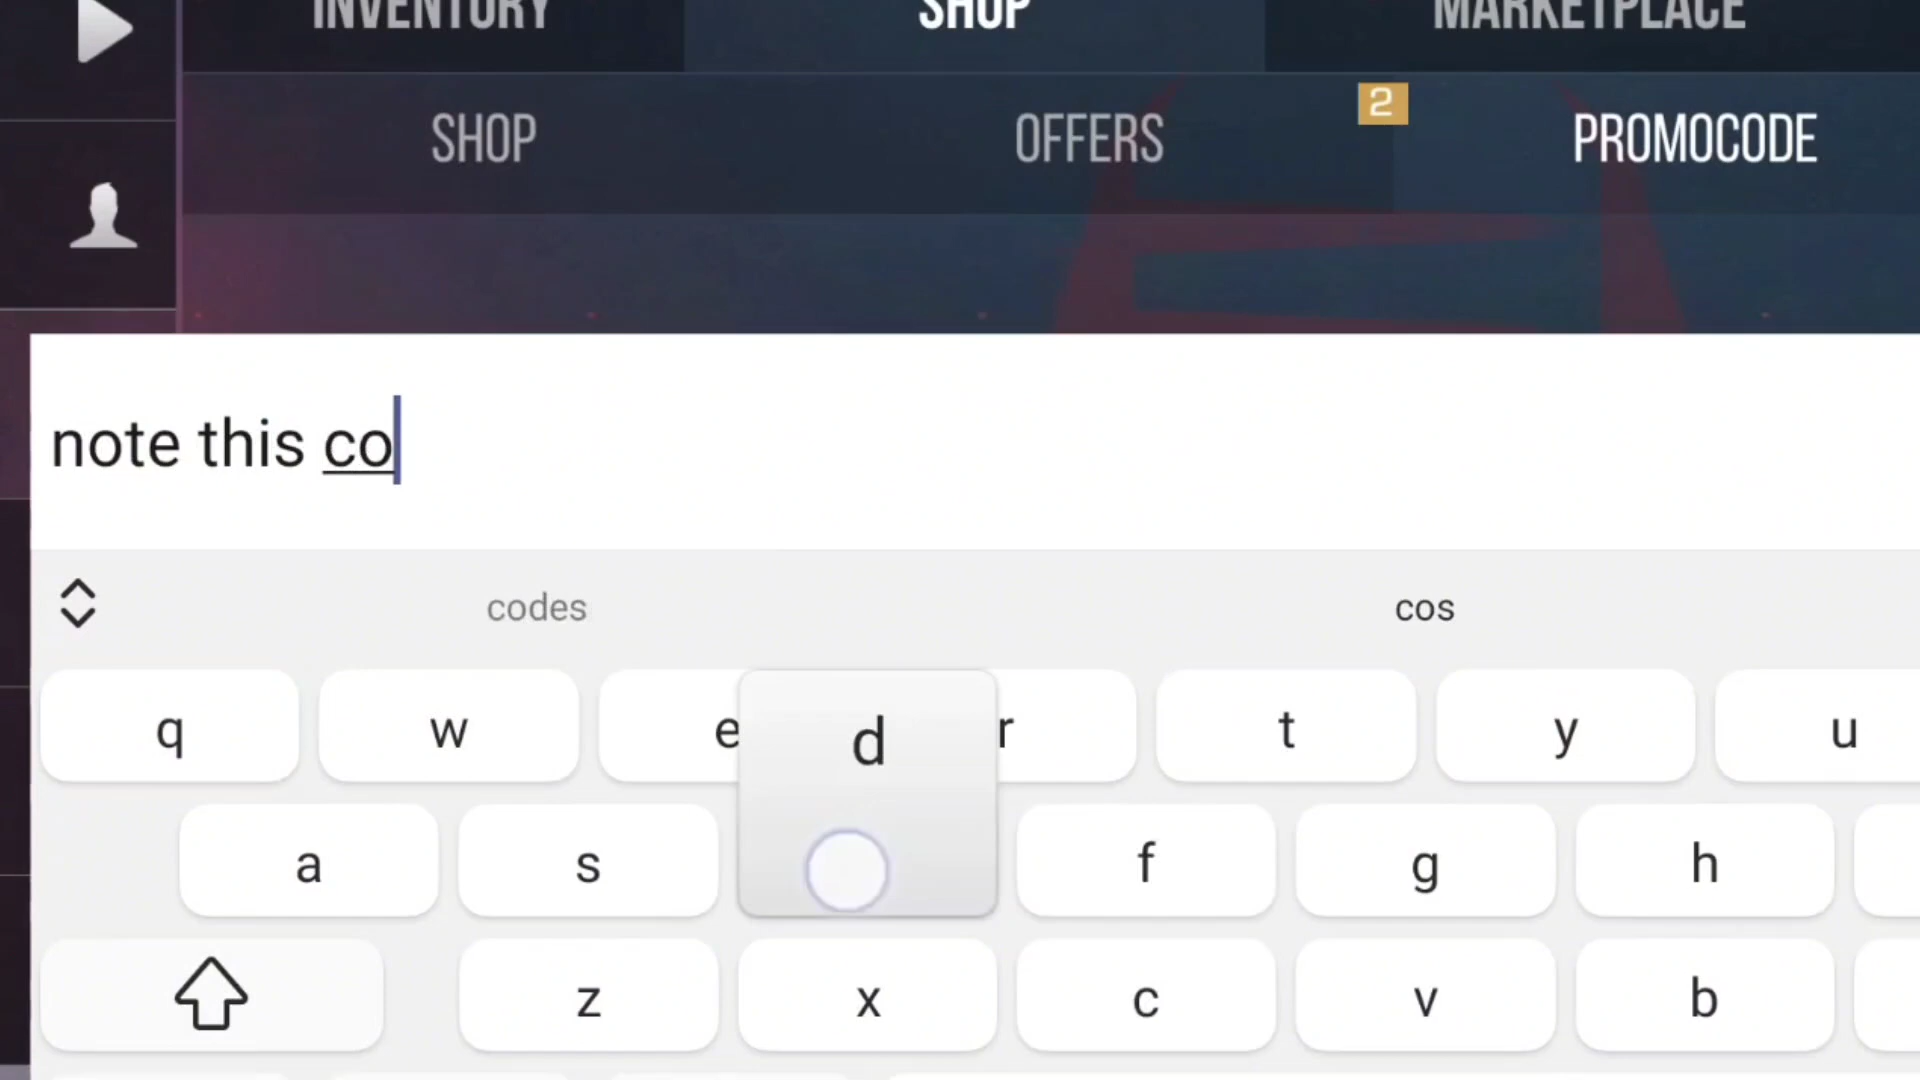 INVENTORY SHOP MARKETPLACE
SHOP OFFERS 2 PROMOCODE
note this co
codes cos
q w e d r t y u
a s f g h
z x c v b